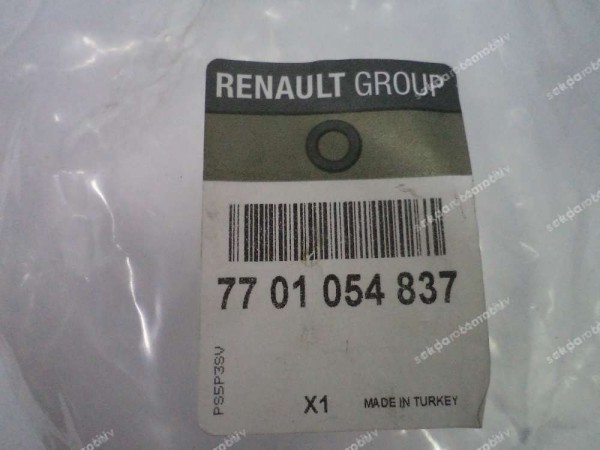 RENAULT GROUP
77 01 054 837
PS5P3SV
X1 MADE IN TURKEY